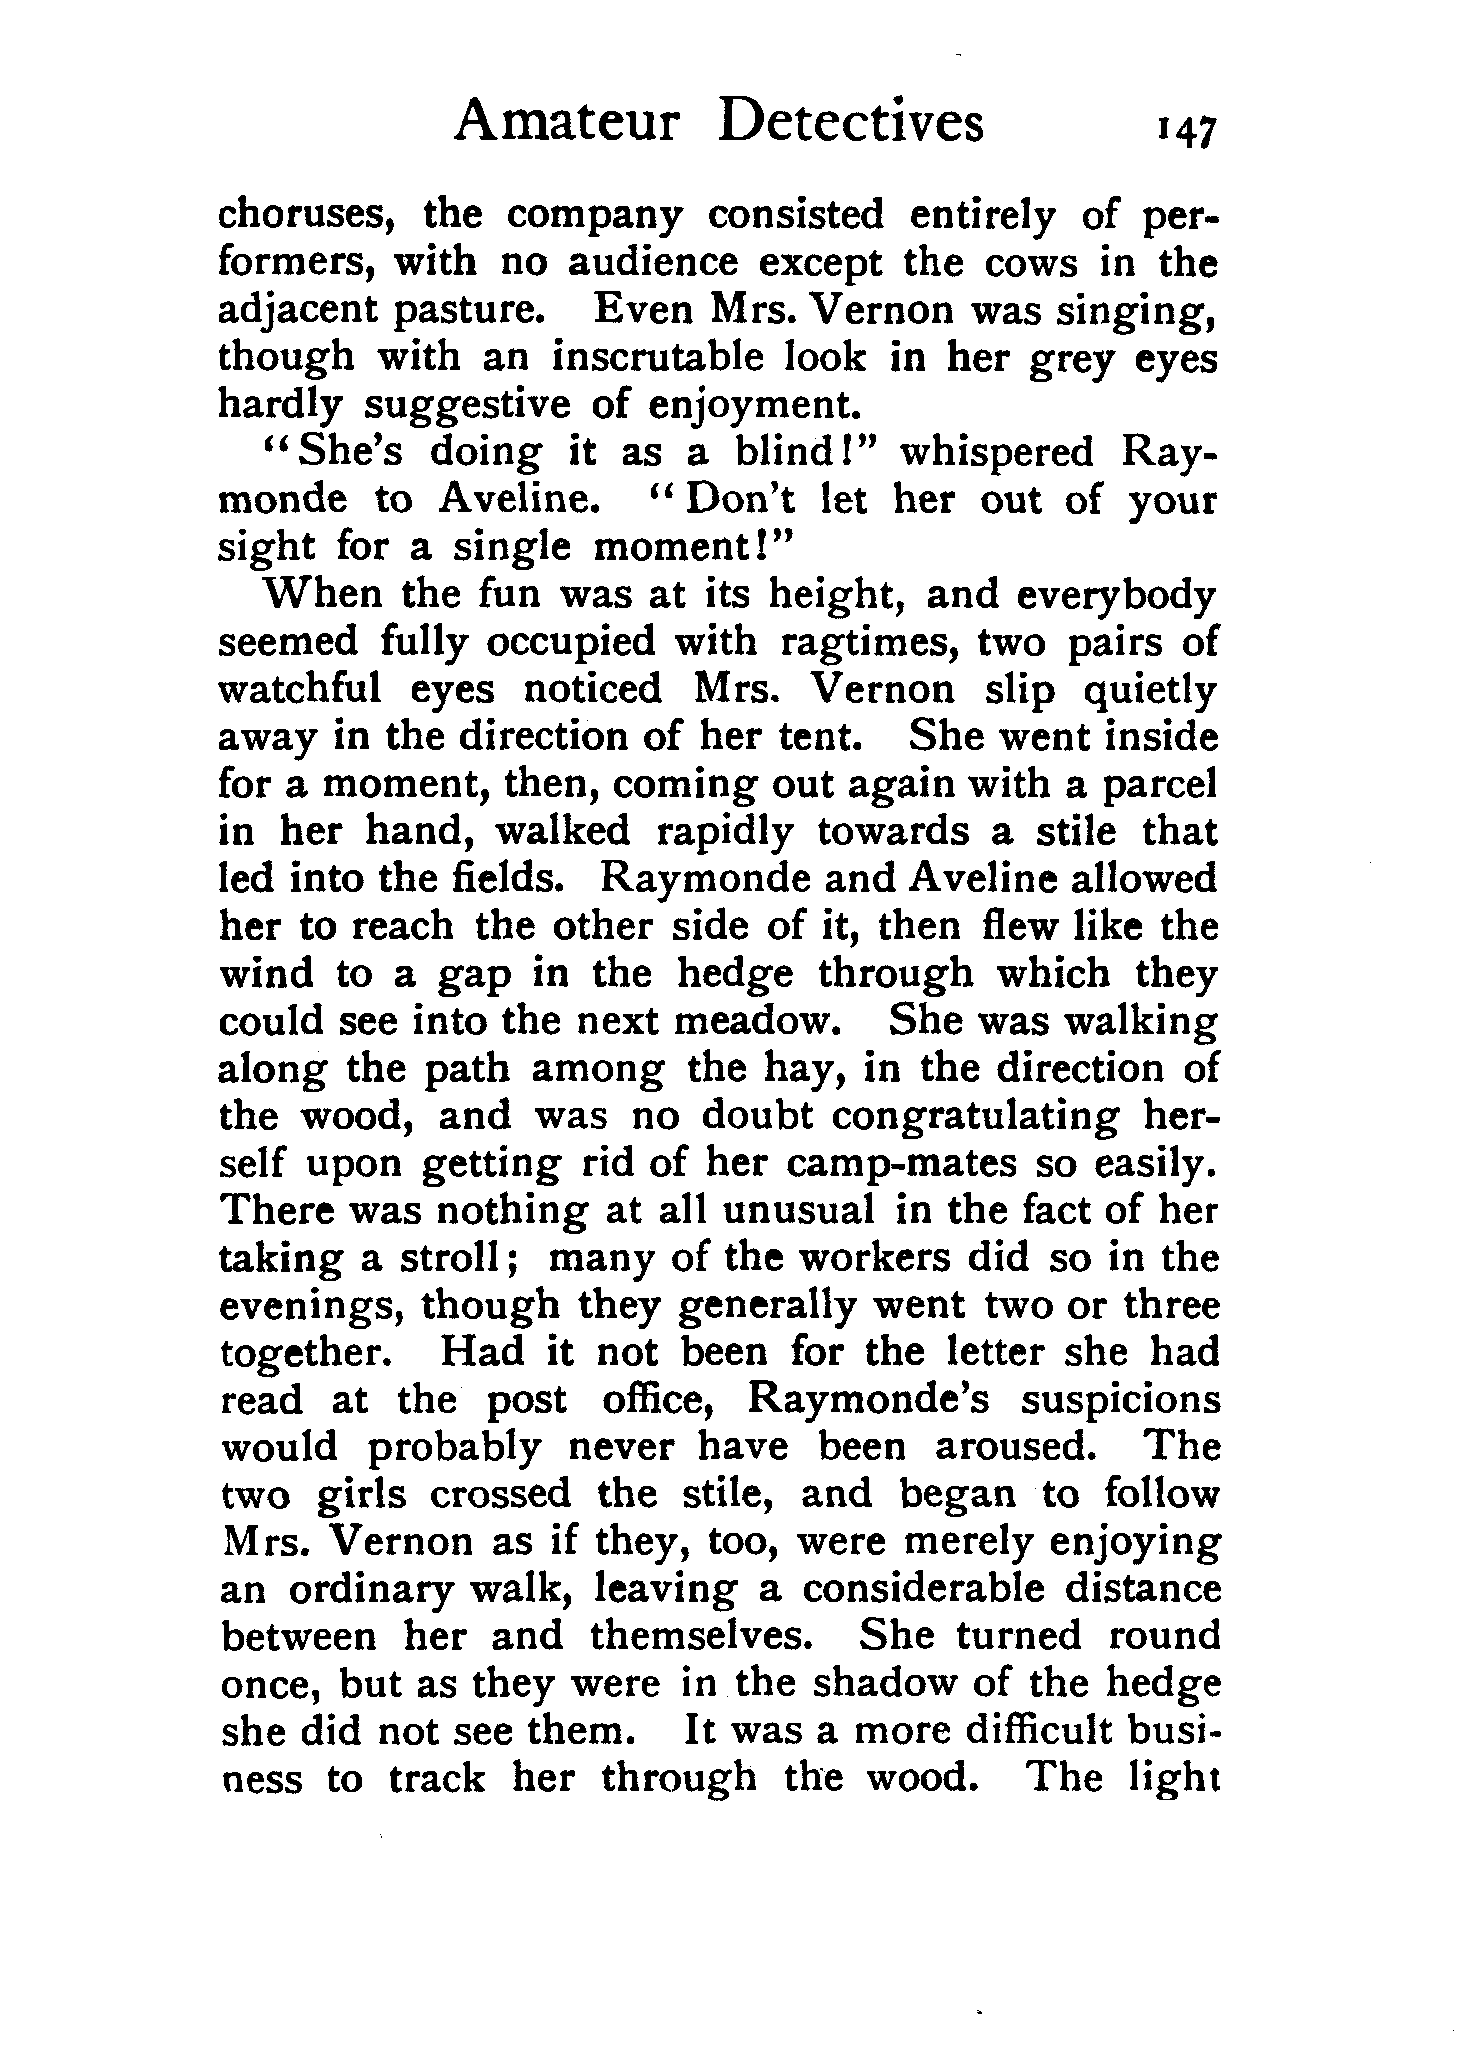 Amateur Detectives 147
choruses, the company consisted entirely of per-
formers, with no audience except the cows in the
adjacent pasture. Even Mrs. Vernon was singing,
though with an inscrutable look in her grey eyes
hardly suggestive of enjoyment.
"She's doing it as a blind!" whispered Ray-
monde to Aveline. "Don't let her out of your
sight for a single moment!"
When the fun was at its height, and everybody
seemed fully occupied with ragtimes, two pairs of
watchful eyes noticed Mrs. Vernon slip quietly
away in the direction of her tent. She went inside
for a moment, then, coming out again with a parcel
in her hand, walked rapidly towards a stile that
led into the fields. Raymonde and Aveline allowed
her to reach the other side of it, then flew like the
wind to a gap in the hedge through which they
could see into the next meadow. She was walking
along the path among the hay, in the direction of
the wood, and was no doubt congratulating her-
self upon getting rid of her camp-mates so easily.
There was nothing at all unusual in the fact of her
taking a stroll; many of the workers did so in the
evenings, though they generally went two or three
together. Had it not been for the letter she had
read at the post office, Raymonde's suspicions
would probably never have been aroused. The
two girls crossed the stile, and began to follow
Mrs. Vernon as if they, too, were merely enjoying
an ordinary walk, leaving a considerable distance
between her and themselves. She turned round
once, but as they were in the shadow of the hedge
she did not see them. It was a more difficult busi-
ness to track her through the wood. The light